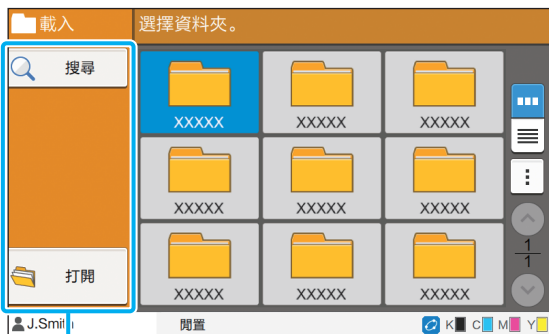 載入
選擇資料夾。
搜尋
打開
XXXXX XXXXX XXXXX
XXXXX XXXXX XXXXX
XXXXX XXXXX XXXXX
1
1
J.Smith
閒置
K C M Y